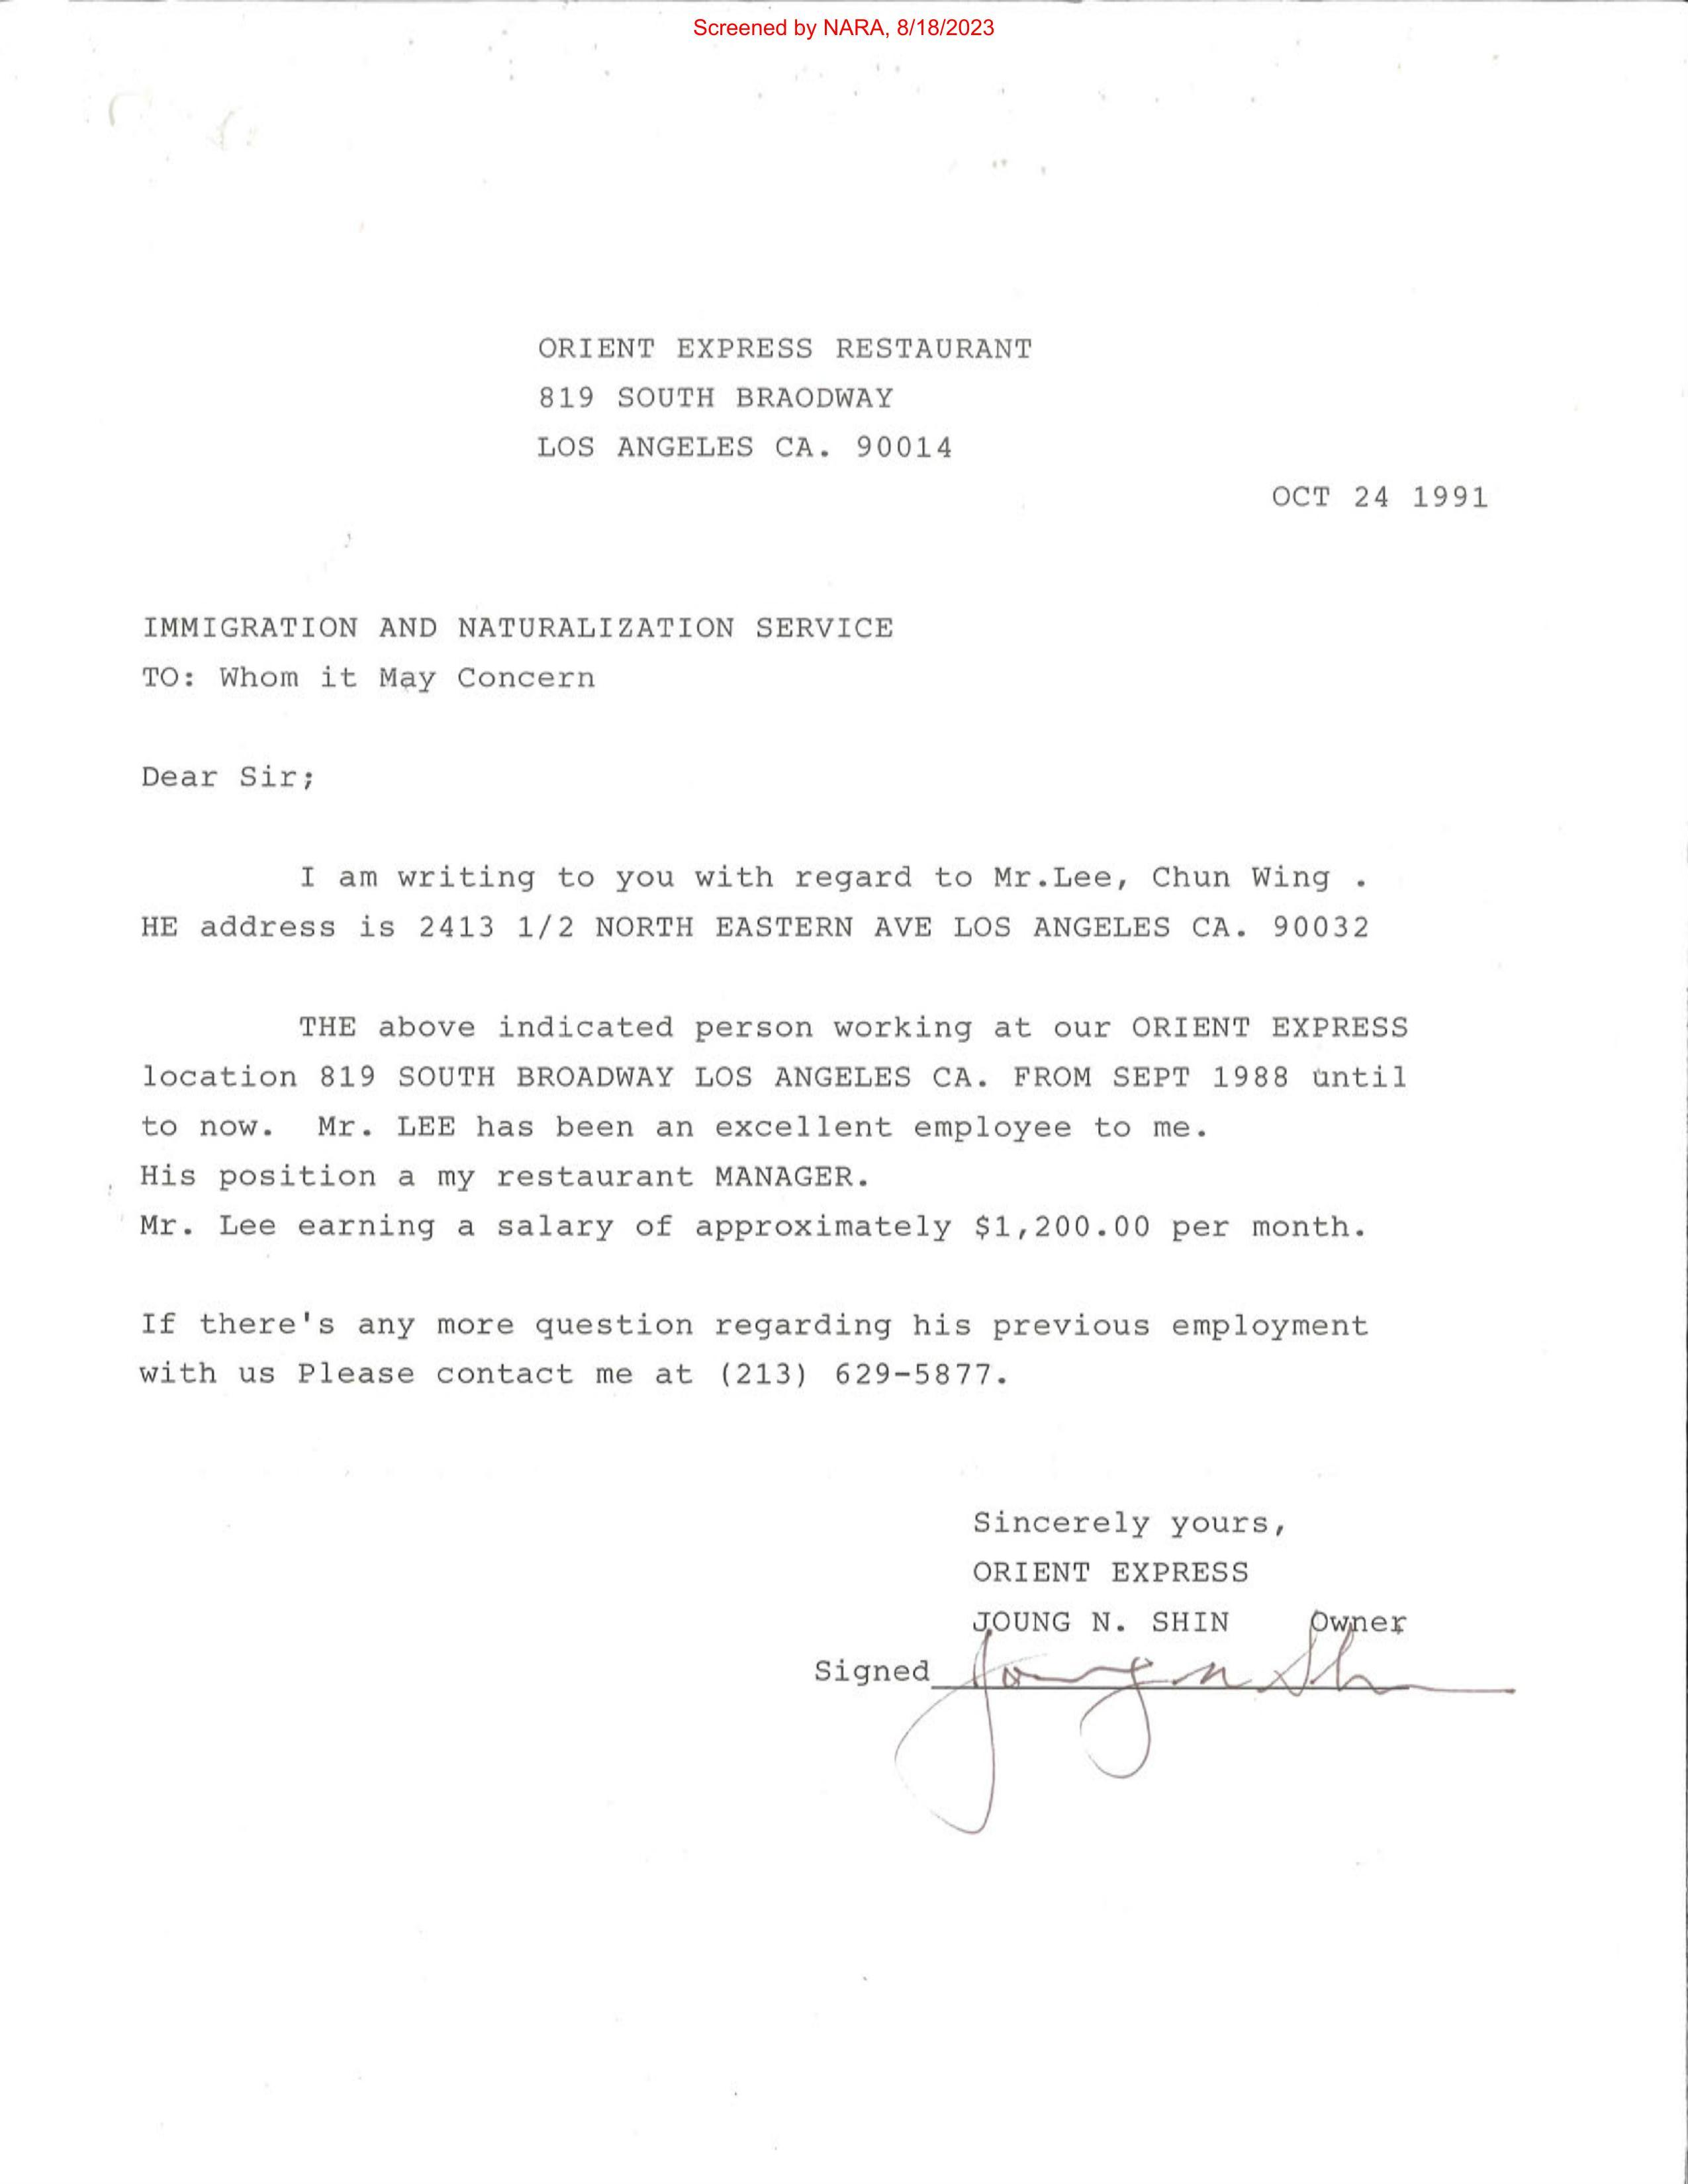 Screened by NARA, 8/18/2023
ORIENT EXPRESS RESTAURANT
819 SOUTH BRAODWAY
LOS ANGELES CA. 90014
OCT 24 1991
IMMIGRATION AND NATURALIZATION SERVICE
TO: Whom it May Concern
Dear Sir;
I am writing to you with regard to Mr.Lee, Chun Wing .
HE address is 2413 1/2 NORTH EASTERN AVE LOS ANGELES CA. 90032
THE above indicated person working at our ORIENT EXPRESS
location 819 SOUTH BROADWAY LOS ANGELES CA. FROM SEPT 1988 until
to now. Mr. LEE has been an excellent employee to me.
His position a my restaurant MANAGER.
Mr. Lee earning a salary of approximately $1,200.00 per month.
If there's any more question regarding his previous employment
with us Please contact me at (213) 629-5877.
Sincerely yours,
ORIENT EXPRESS
JOUNG N. SHIN Owner
Signed Joung N Sh